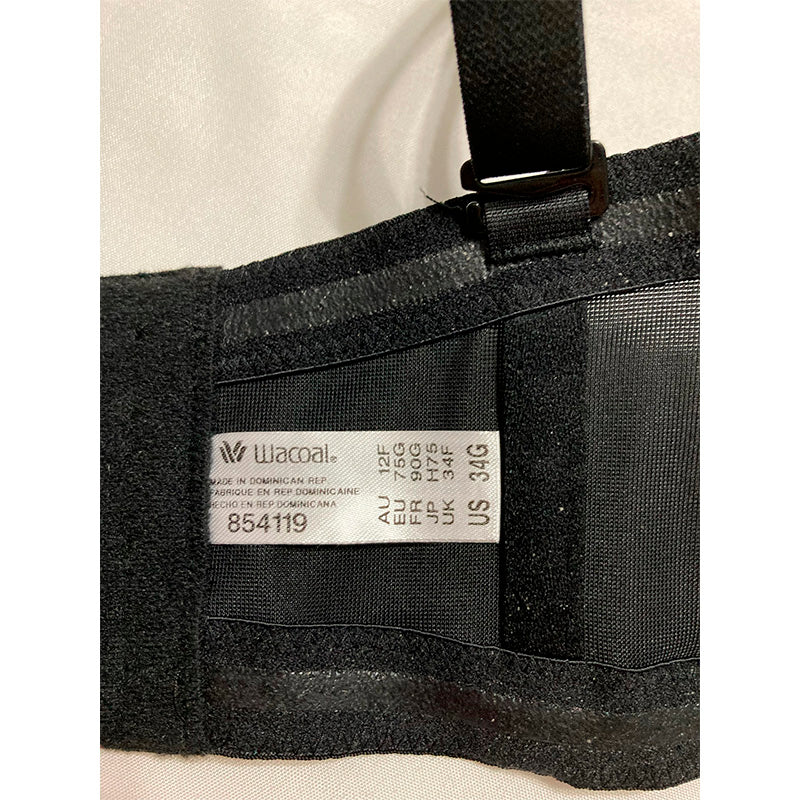 Wacoal®
MADE IN DOMINICAN REP.
FABRIQUE EN REP DOMINICAINE
HECHO EN REP DOMINICANA
854119
AU 12F
EU 75G
FR 90G
JP H75
UK 34F
US 34G